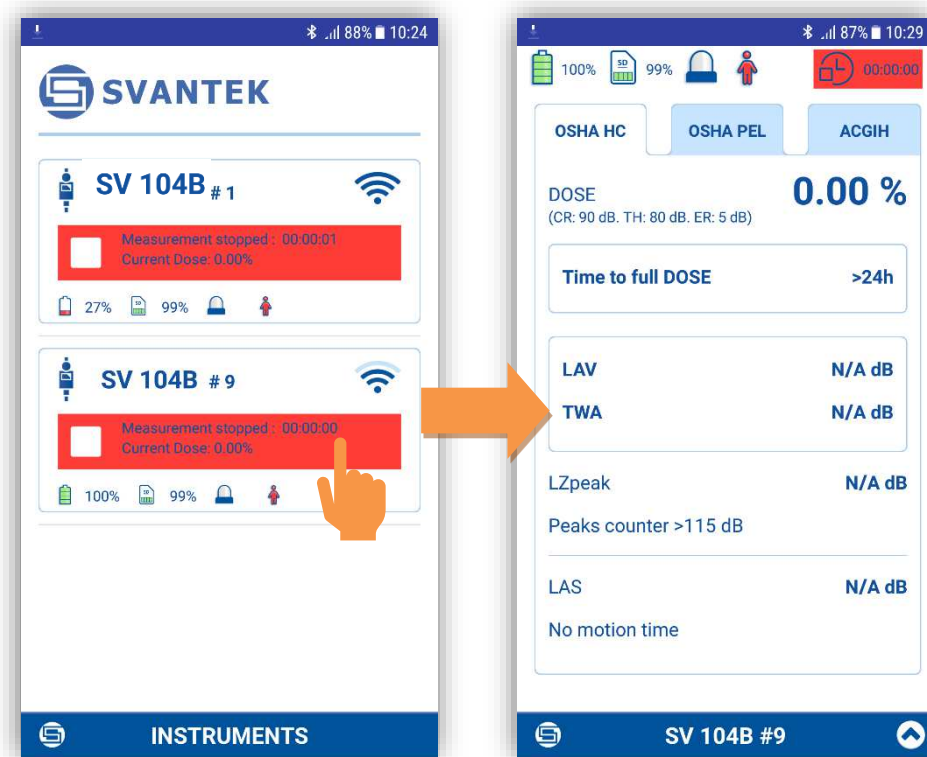 88% 10:24
SVANTEK
SV 104B # 1
Measurement stopped : 00:00:01
Current Dose: 0.00%
27% SD 99%
SV 104B # 9
Measurement stopped : 00:00:00
Current Dose: 0.00%
100% SD 99%
INSTRUMENTS
87% 10:29
100% SD 99% 00:00:00
OSHA HC OSHA PEL ACGIH
DOSE 0.00 %
(CR: 90 dB. TH: 80 dB. ER: 5 dB)
Time to full DOSE >24h
LAV N/A dB
TWA N/A dB
LZpeak N/A dB
Peaks counter >115 dB
LAS N/A dB
No motion time
SV 104B #9